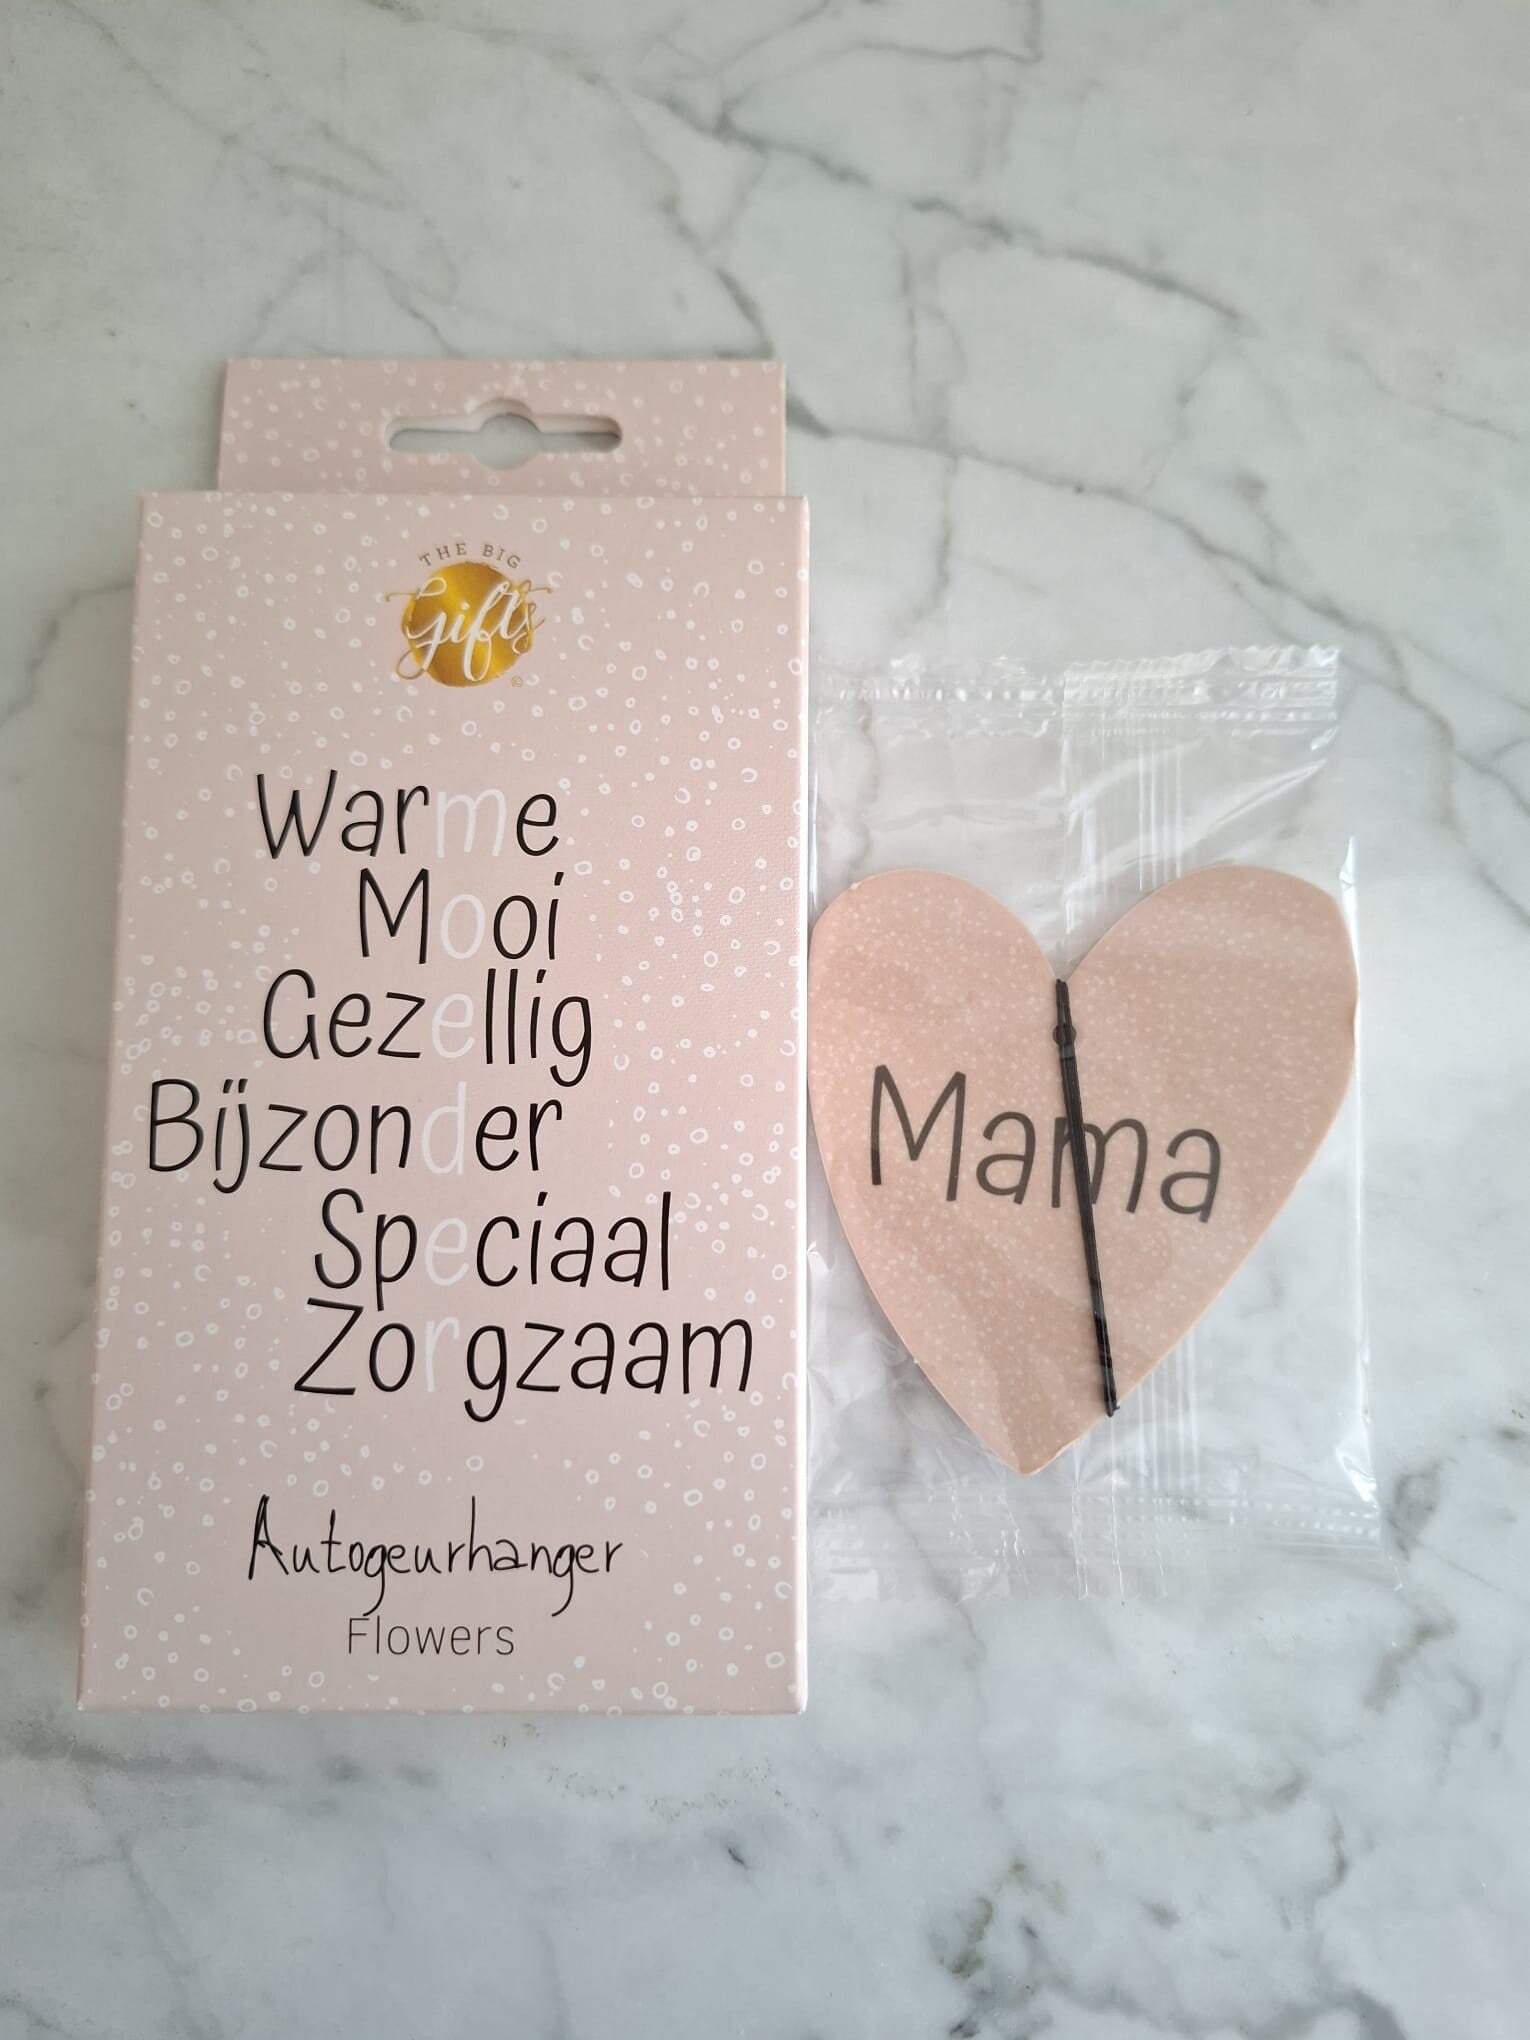 THE BIG
Gifts
©
Warme
Mooi
Gezellig
Bijzonder
Speciaal
Zorgzaam
Autogeurhanger
Flowers
Mama